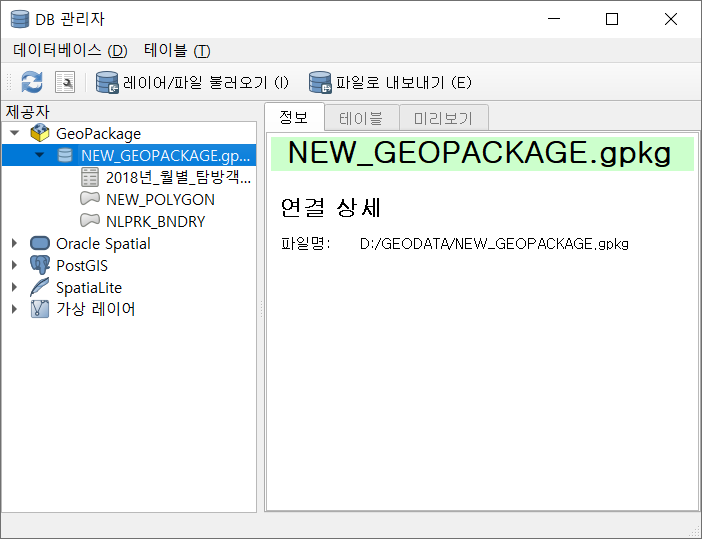 DB 관리자
데이터베이스 (D) 테이블 (T)
레이어/파일 불러오기 (I) 파일로 내보내기 (E)
제공자
GeoPackage
NEW_GEOPACKAGE.gp...
2018년_월별_탐방객...
NEW_POLYGON
NLPRK_BNDRY
Oracle Spatial
PostGIS
SpatiaLite
가상 레이어
정보 테이블 미리보기
NEW_GEOPACKAGE.gpkg
연결 상세
파일명: D:/GEODATA/NEW_GEOPACKAGE.gpkg